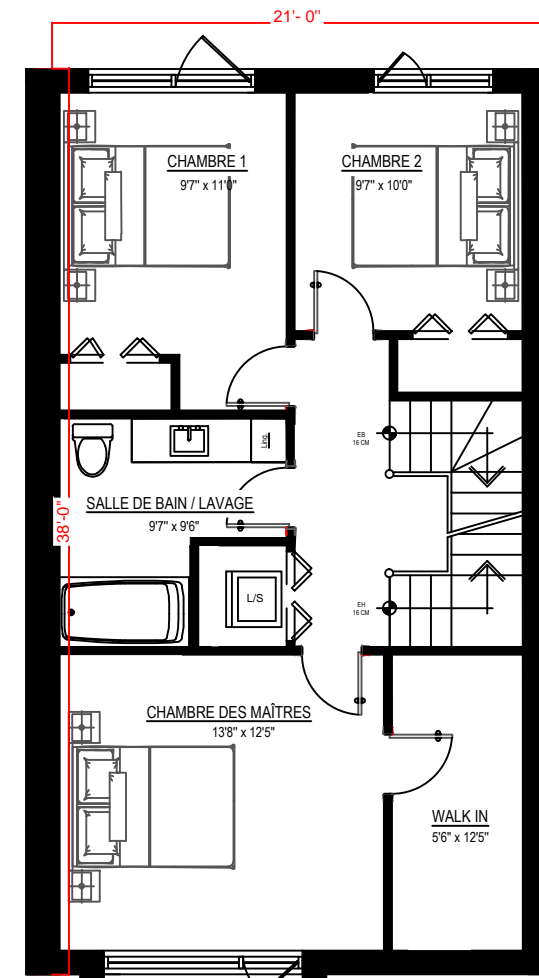 21'- 0"
CHAMBRE 1
9'7" x 11'0"
CHAMBRE 2
9'7" x 10'0"
EB
16 CM
Ling.
38'-0"
SALLE DE BAIN / LAVAGE
9'7" x 9'6"
L/S
EH
16 CM
CHAMBRE DES MAÎTRES
13'8" x 12'5"
WALK IN
5'6" x 12'5"